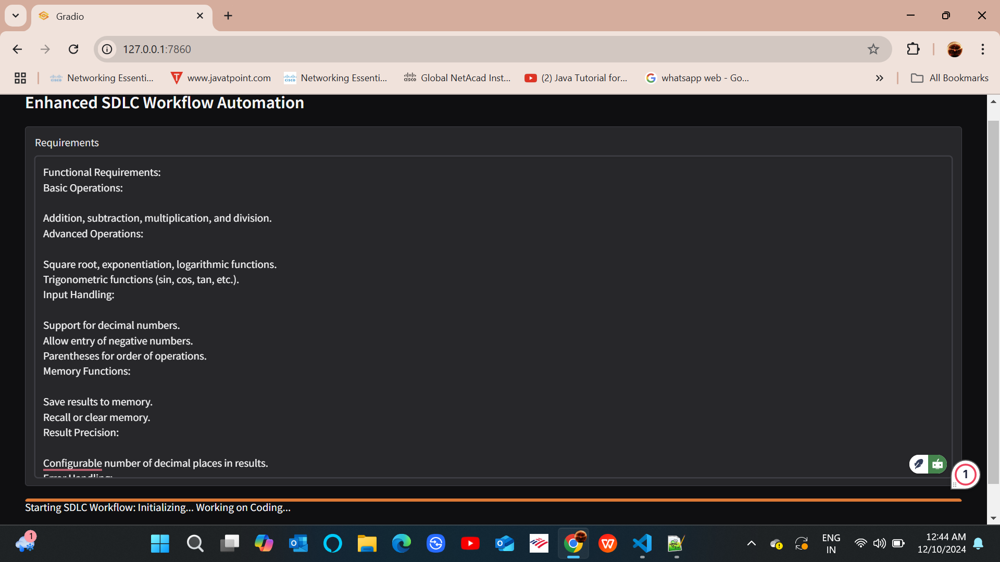 Gradio
127.0.0.1:7860
Networking Essenti...
www.javatpoint.com
Networking Essenti...
Global NetAcad Inst...
(2) Java Tutorial for...
whatsapp web - Go...
All Bookmarks
Enhanced SDLC Workflow Automation
Requirements
Functional Requirements:
Basic Operations:
Addition, subtraction, multiplication, and division.
Advanced Operations:
Square root, exponentiation, logarithmic functions.
Trigonometric functions (sin, cos, tan, etc.).
Input Handling:
Support for decimal numbers.
Allow entry of negative numbers.
Parentheses for order of operations.
Memory Functions:
Save results to memory.
Recall or clear memory.
Result Precision:
Configurable number of decimal places in results.
Error Handling:
1
Starting SDLC Workflow: Initializing... Working on Coding...
1
ENG
IN
12:44 AM
12/10/2024